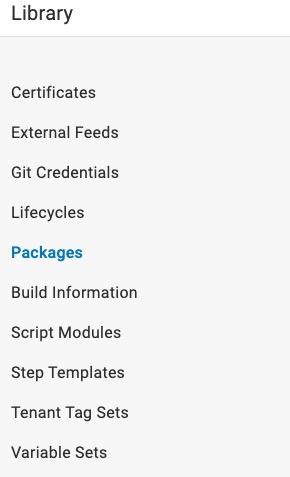 Library
Certificates
External Feeds
Git Credentials
Lifecycles
Packages
Build Information
Script Modules
Step Templates
Tenant Tag Sets
Variable Sets